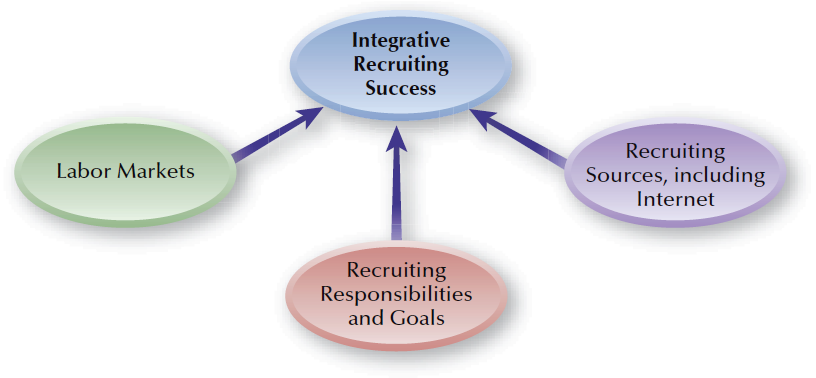 Integrative
Recruiting
Success
Labor Markets
Recruiting
Sources, including
Internet
Recruiting
Responsibilities
and Goals